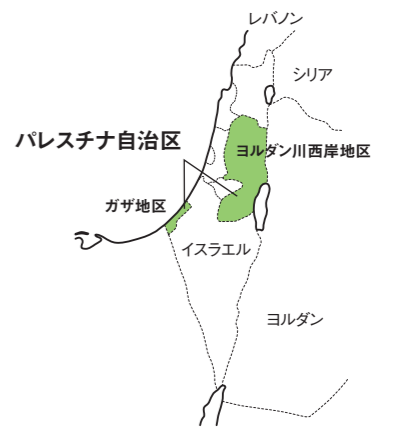 レバノン
シリア
パレスチナ自治区
ヨルダン川西岸地区
ガザ地区
イスラエル
ヨルダン